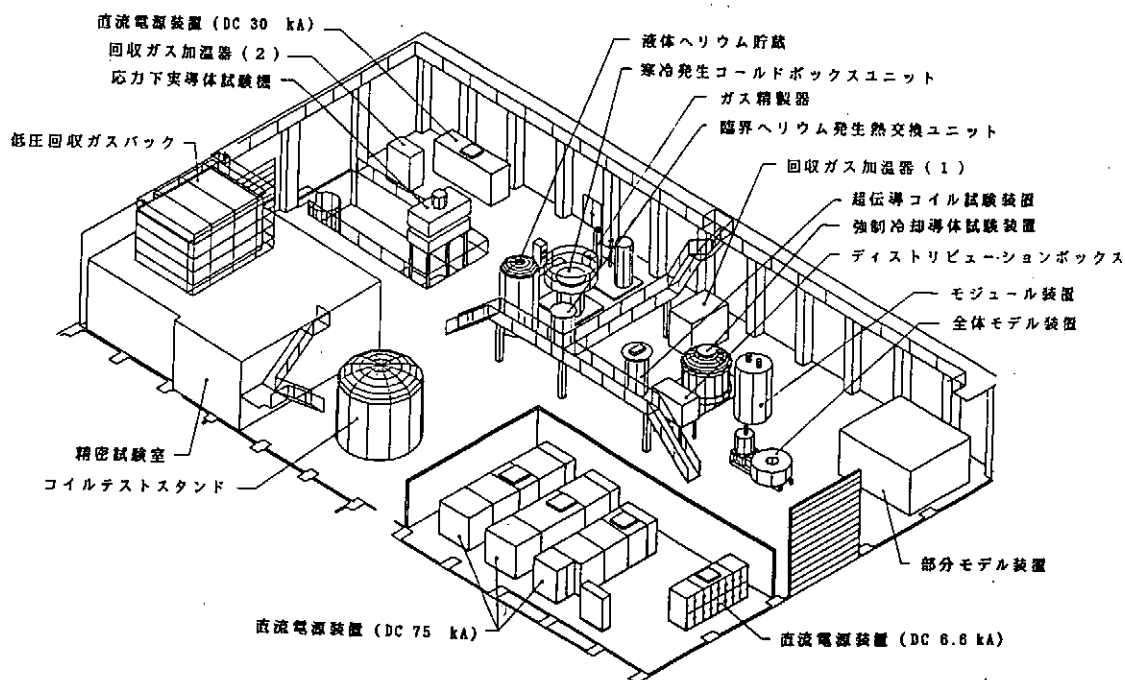 直流電源装置 (DC 30 kA)
回収ガス加温器 (2)
応力下実導体試験機
低圧回収ガスバック
液体ヘリウム貯蔵
寒冷発生コールドボックスユニット
ガス精製器
臨界ヘリウム発生熱交換ユニット
回収ガス加温器 (1)
超伝導コイル試験装置
強制冷却導体試験装置
ディストリビューションボックス
モジュール装置
全体モデル装置
精密試験室
コイルテストスタンド
部分モデル装置
直流電源装置 (DC 75 kA)
直流電源装置 (DC 6.6 kA)